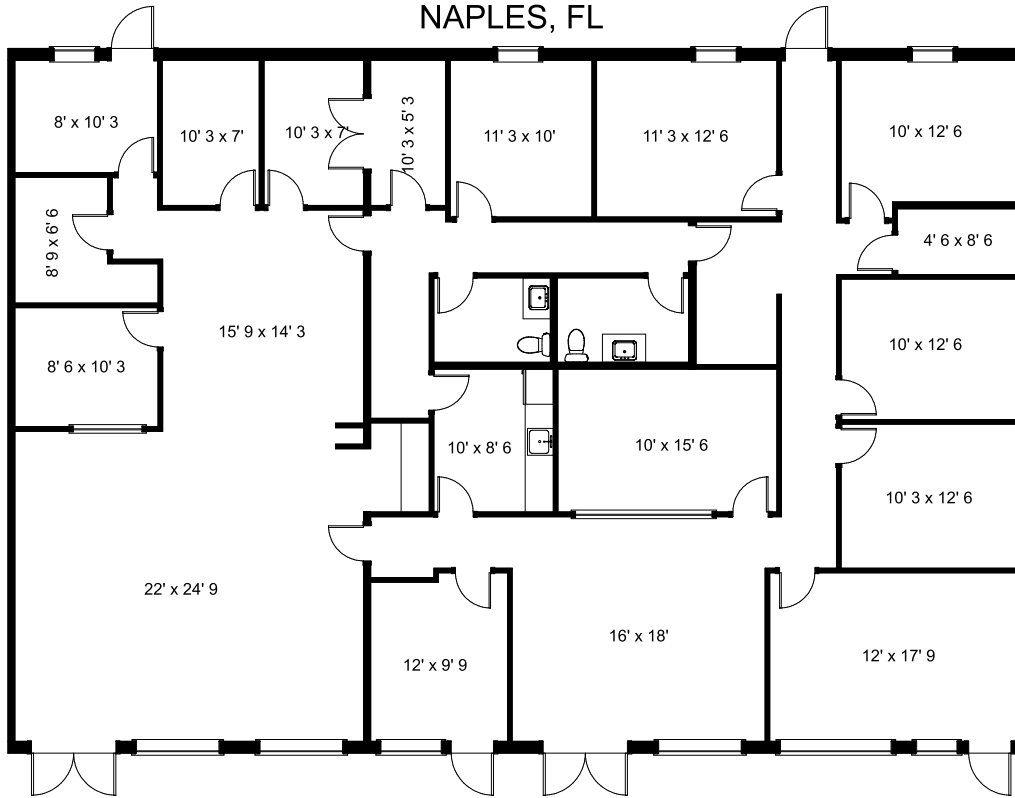 NAPLES, FL
8' x 10' 3
10' 3 x 7'
10' 3 x 7'
10' 3 x 5' 3
11' 3 x 10'
11' 3 x 12' 6
10' x 12' 6
8' 9 x 6' 6
4' 6 x 8' 6
15' 9 x 14' 3
10' x 12' 6
8' 6 x 10' 3
10' x 8' 6
10' x 15' 6
10' 3 x 12' 6
22' x 24' 9
16' x 18'
12' x 9' 9
12' x 17' 9